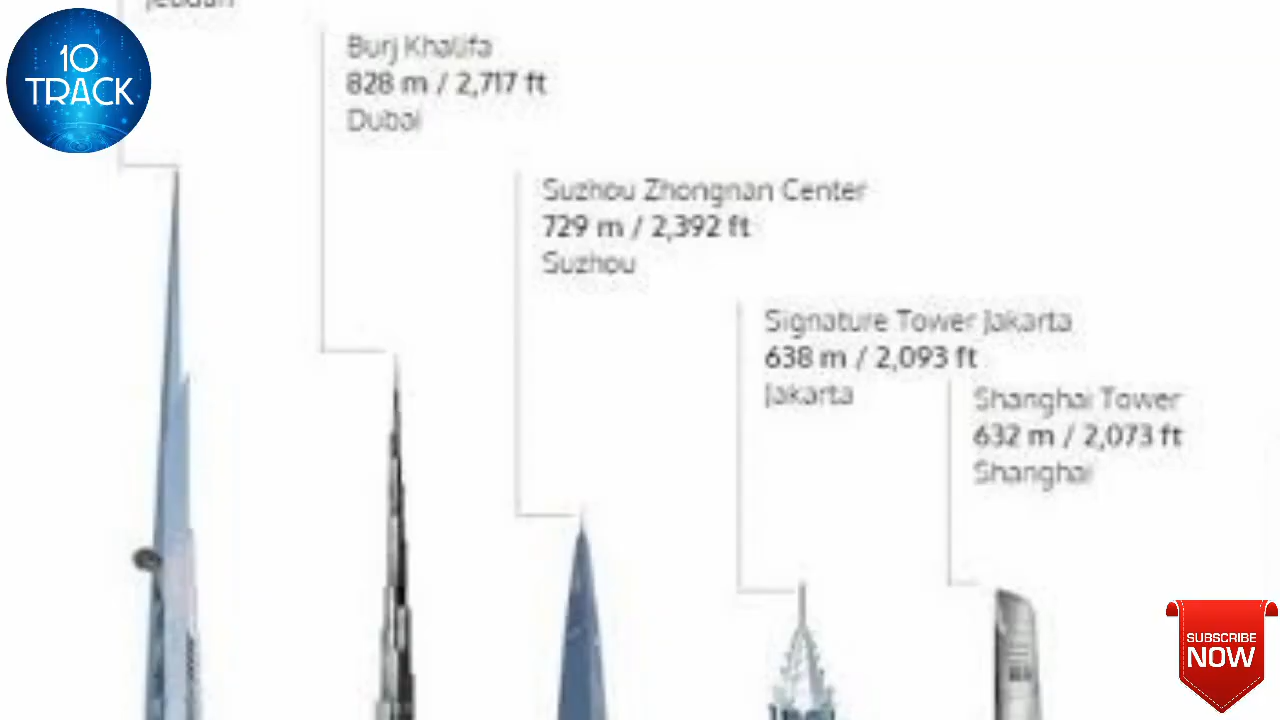 Jeddah
10
TRACK
Burj Khalifa
828 m / 2,717 ft
Dubai
Suzhou Zhongnan Center
729 m / 2,392 ft
Suzhou
Signature Tower Jakarta
638 m / 2,093 ft
Jakarta
Shanghai Tower
632 m / 2,073 ft
Shanghai
SUBSCRIBE
NOW